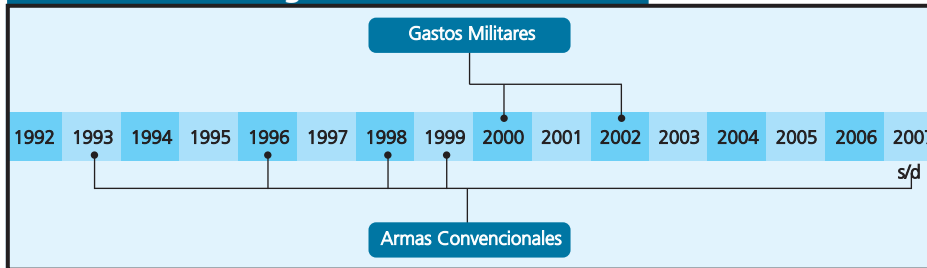 Gastos Militares
1992 1993 1994 1995 1996 1997 1998 1999 2000 2001 2002 2003 2004 2005 2006 2007
s/d
Armas Convencionales